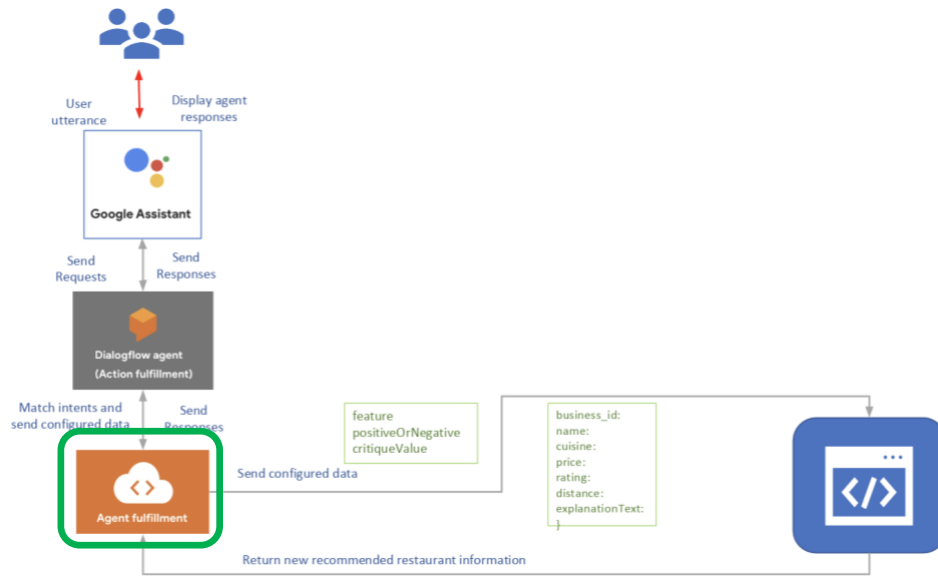 User
utterance
Display agent
responses
Google Assistant
Send
Requests
Send
Responses
Dialogflow agent
(Action fulfillment)
Match intents and
send configured data
Send
Responses
feature
positiveOrNegative
critiqueValue
business_id:
name:
cuisine:
price:
rating:
distance:
explanationText:
}
Send configured data
<>
Agent fulfillment
</>
Return new recommended restaurant information